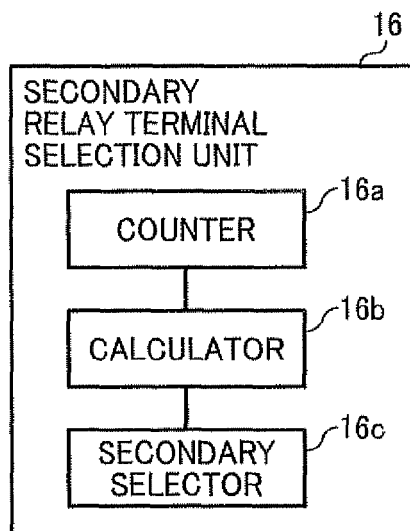 16
SECONDARY
RELAY TERMINAL
SELECTION UNIT
16a
COUNTER
16b
CALCULATOR
16c
SECONDARY
SELECTOR